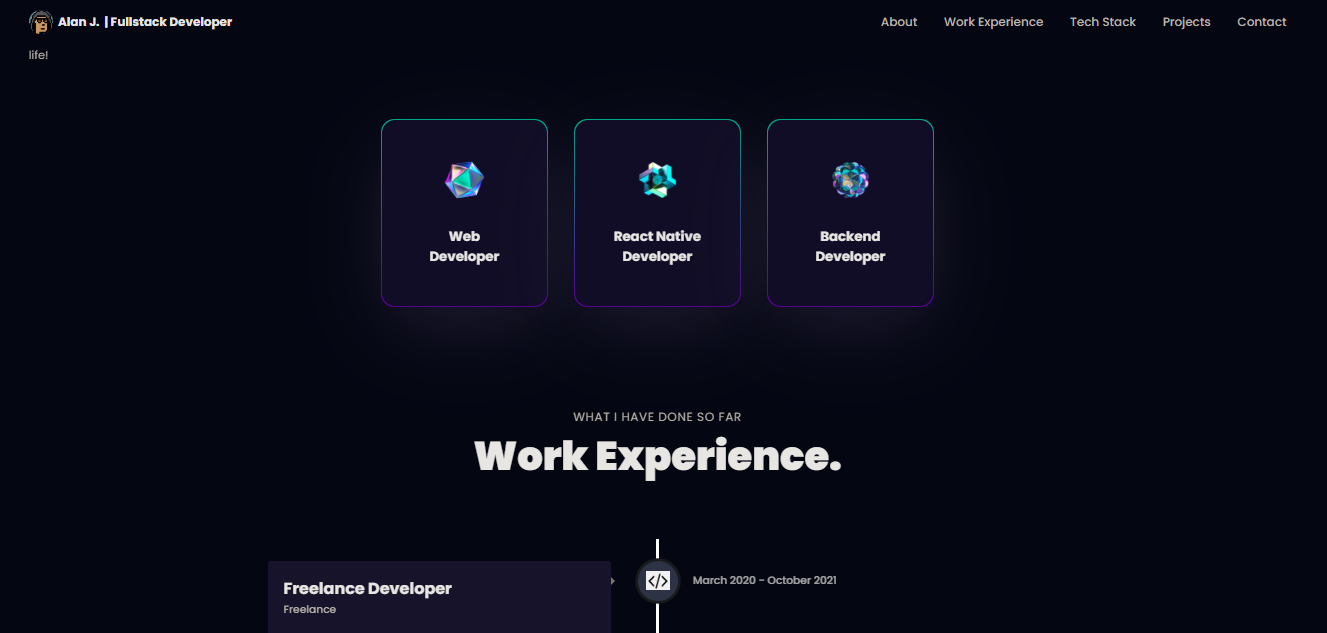 Alan J. | Fullstack Developer
About
Work Experience
Tech Stack
Projects
Contact
life!
Web
Developer
React Native
Developer
Backend
Developer
WHAT I HAVE DONE SO FAR
Work Experience.
Freelance Developer
Freelance
</>
March 2020 - October 2021